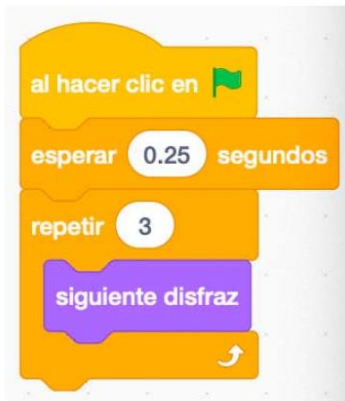 al hacer clic en
esperar 0.25 segundos
repetir 3
siguiente disfraz